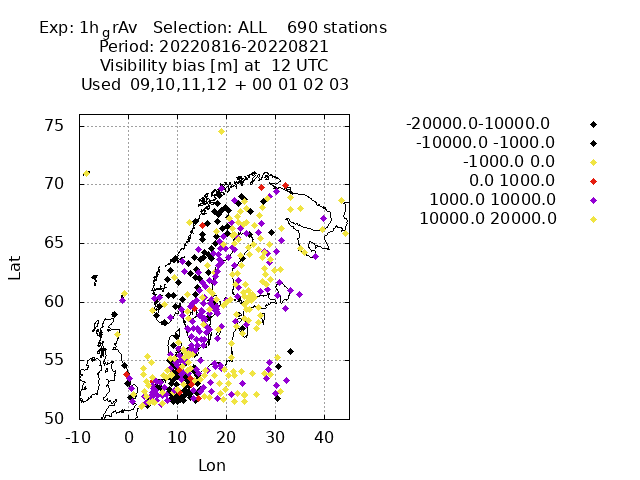 Exp: 1h_grAv Selection: ALL 690 stations
Period: 20220816-20220821
Visibility bias [m] at 12 UTC
Used 09,10,11,12 + 00 01 02 03
-20000.0-10000.0
-10000.0 -1000.0
-1000.0 0.0
0.0 1000.0
1000.0 10000.0
10000.0 20000.0
75
70
65
60
55
50
Lat
-10 0 10 20 30 40
Lon